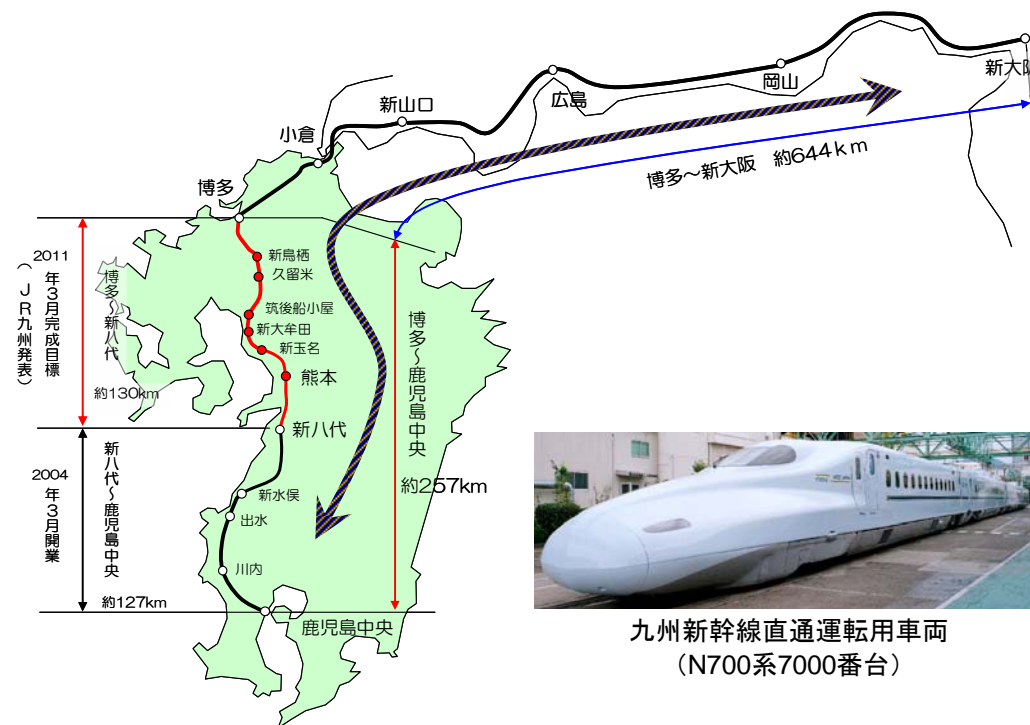 新大阪
岡山
広島
新山口
小倉
博多
博多～新大阪　約644ｋｍ
新鳥栖
久留米
筑後船小屋
新大牟田
新玉名
熊本
新八代
新水俣
出水
川内
鹿児島中央
2011年３月完成目標
（ＪＲ九州発表）
博多～新八代
約130km
2004年３月開業
新八代～鹿児島中央
約127km
博多～鹿児島中央
約257km
九州新幹線直通運転用車両
（N700系7000番台）